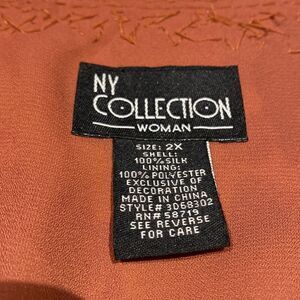 NY
COLLECTION
WOMAN
SIZE: 2X
SHELL:
100% SILK
LINING:
100% POLYESTER
EXCLUSIVE OF
DECORATION
MADE IN CHINA
STYLE# 3D68302
RN# 58719
SEE REVERSE
FOR CARE